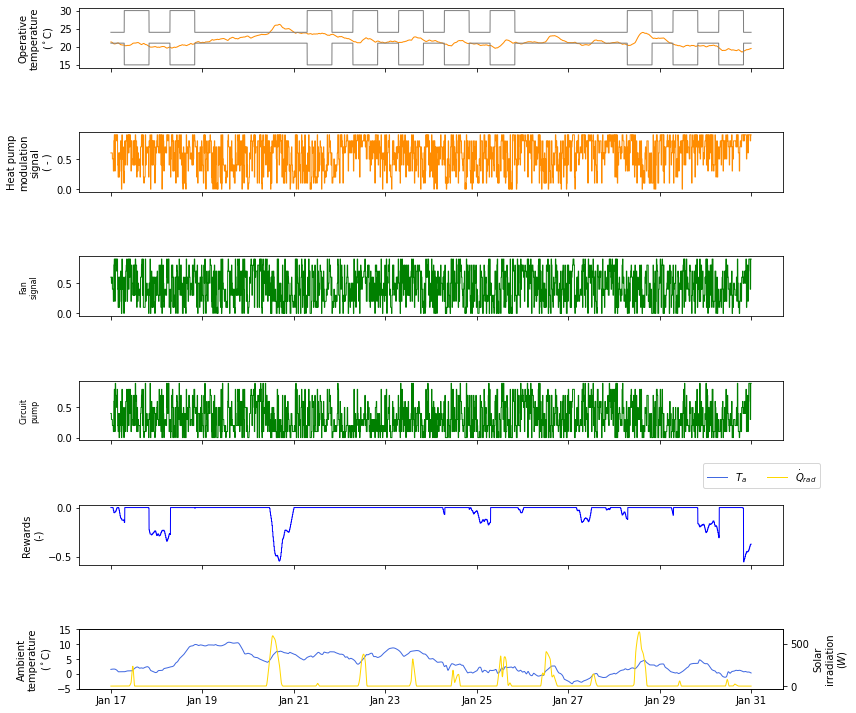 Operative
temperature
(°C)
30
25
20
15
Heat pump
modulation
signal
( - )
0.5
0.0
Fan
signal
0.5
0.0
Circuit
pump
0.5
0.0
T_a
Q̇_rad
Rewards
(-)
0.0
−0.5
Ambient
temperature
(°C)
15
10
5
0
−5
500
0
Solar
irradiation
(W)
Jan 17
Jan 19
Jan 21
Jan 23
Jan 25
Jan 27
Jan 29
Jan 31